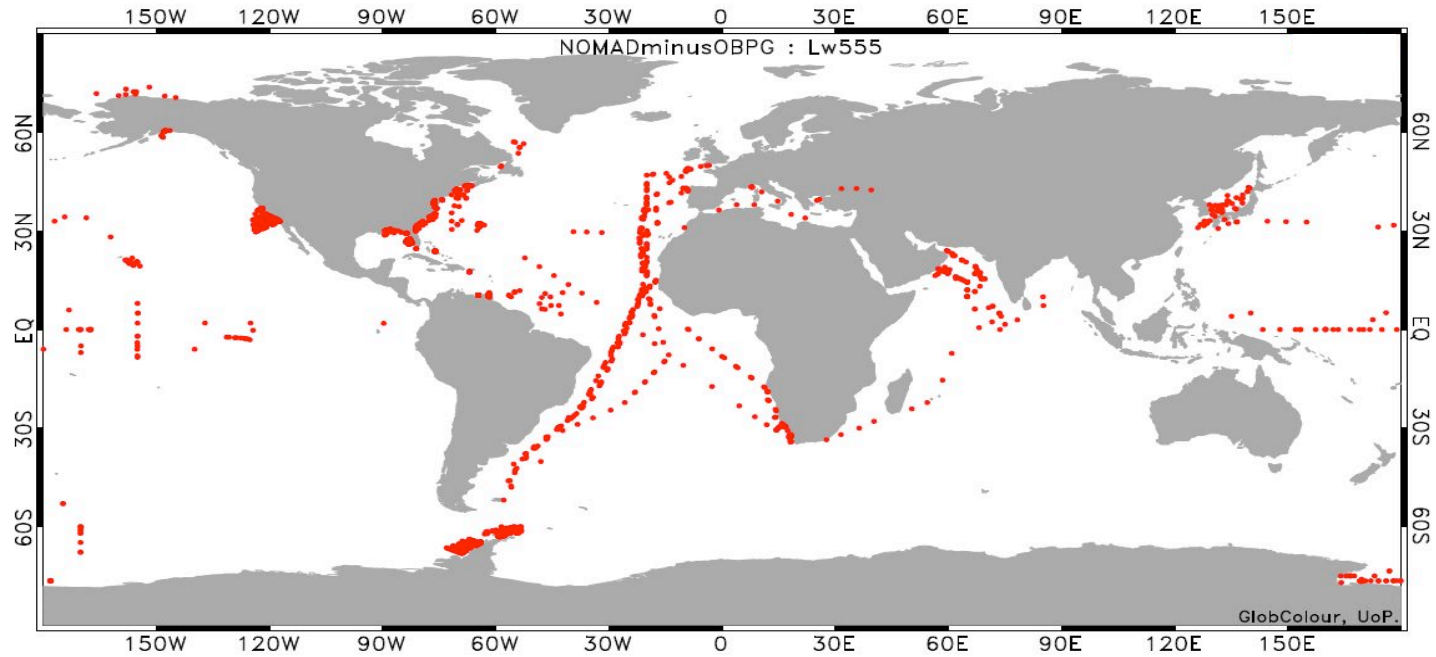 150W 120W 90W 60W 30W 0 30E 60E 90E 120E 150E
NOMADminusOBPG : Lw555
60N 60N
30N 30N
EQ EQ
30S 30S
60S 60S
GlobColour, UoP.
150W 120W 90W 60W 30W 0 30E 60E 90E 120E 150E